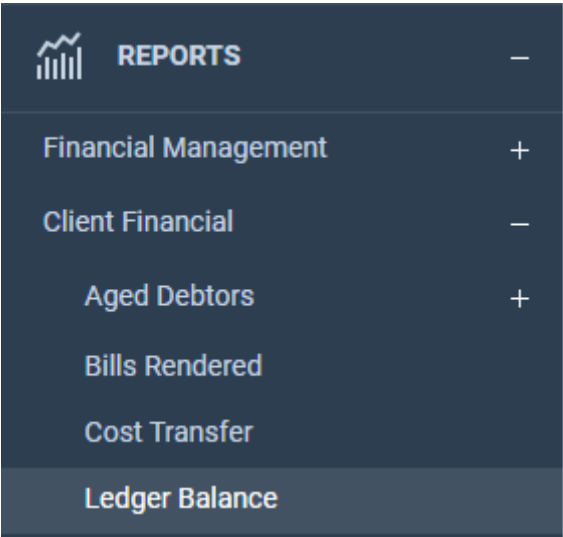 REPORTS –
Financial Management +
Client Financial –
Aged Debtors +
Bills Rendered
Cost Transfer
Ledger Balance